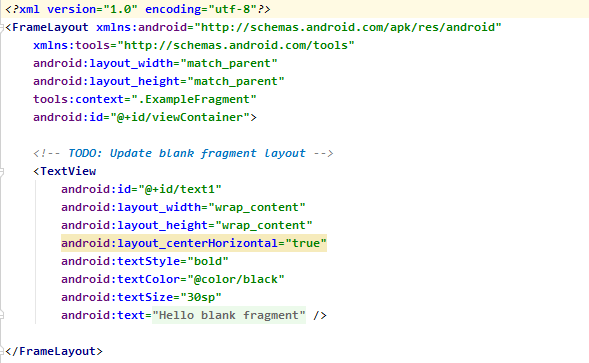 <?xml version="1.0" encoding="utf-8"?>
<FrameLayout xmlns:android="http://schemas.android.com/apk/res/android"
xmlns:tools="http://schemas.android.com/tools"
android:layout_width="match_parent"
android:layout_height="match_parent"
tools:context=".ExampleFragment"
android:id="@+id/viewContainer">
<!-- TODO: Update blank fragment layout -->
<TextView
android:id="@+id/text1"
android:layout_width="wrap_content"
android:layout_height="wrap_content"
android:layout_centerHorizontal="true"
android:textStyle="bold"
android:textColor="@color/black"
android:textSize="30sp"
android:text="Hello blank fragment" />
</FrameLayout>